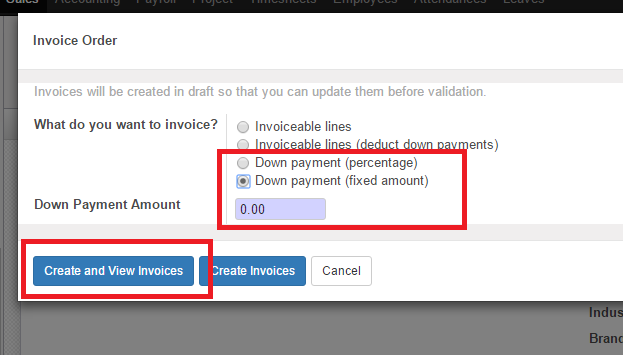 Sales Accounting Payroll Project Timesheets Employees Attendances Leaves
Invoice Order
Invoices will be created in draft so that you can update them before validation.
What do you want to invoice?
Invoiceable lines
Invoiceable lines (deduct down payments)
Down payment (percentage)
Down payment (fixed amount)
Down Payment Amount
0.00
Create and View Invoices Create Invoices Cancel
Indus
Branc